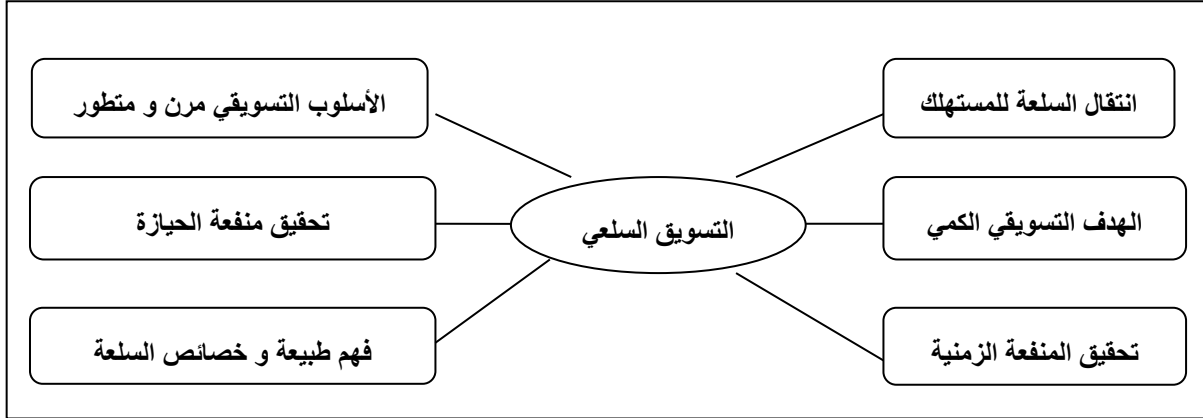 انتقال السلعة للمستهلك
الأسلوب التسويقي مرن و متطور
الهدف التسويقي الكمي
التسويق السلعي
تحقيق منفعة الحيازة
تحقيق المنفعة الزمنية
فهم طبيعة و خصائص السلعة